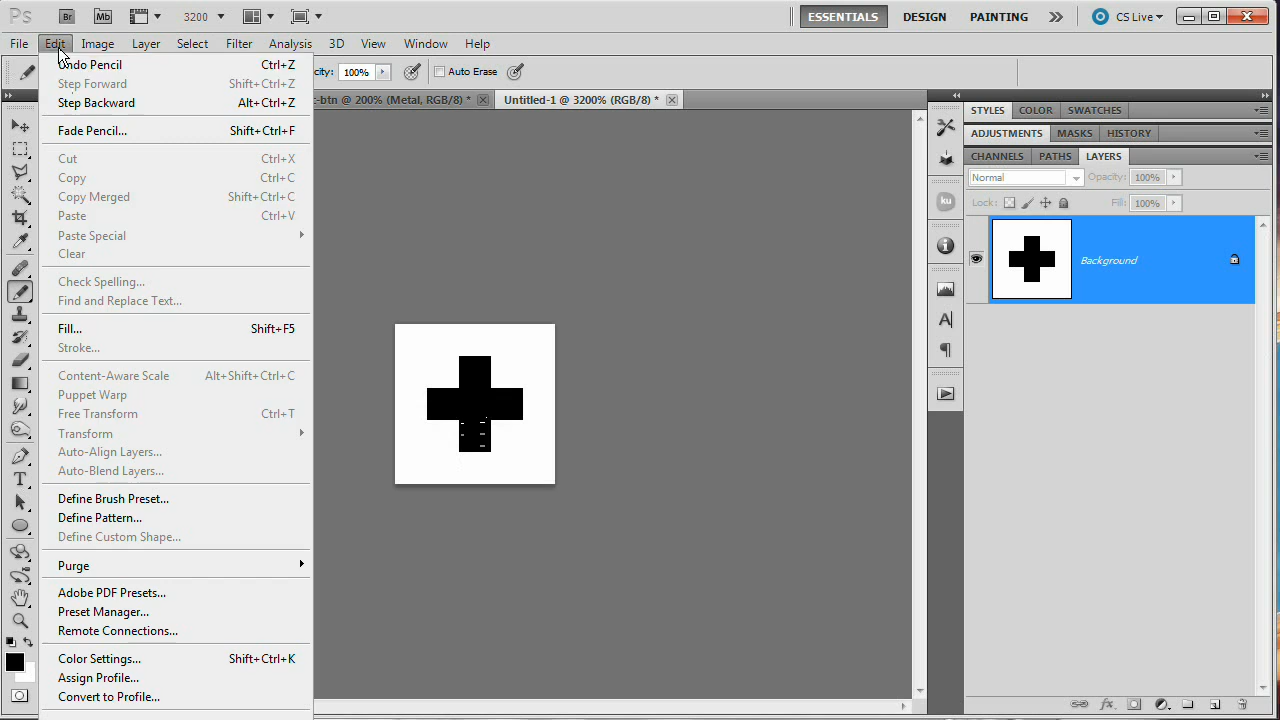 Ps Br Mb 3200 ESSENTIALS DESIGN PAINTING CS Live
File Edit Image Layer Select Filter Analysis 3D View Window Help
100% Auto Erase
-btn @ 200% (Metal, RGB/8) * Untitled-1 @ 3200% (RGB/8) *
Undo Pencil Ctrl+Z
Step Forward Shift+Ctrl+Z
Step Backward Alt+Ctrl+Z
Fade Pencil... Shift+Ctrl+F
Cut Ctrl+X
Copy Ctrl+C
Copy Merged Shift+Ctrl+C
Paste Ctrl+V
Paste Special
Clear
Check Spelling...
Find and Replace Text...
Fill... Shift+F5
Stroke...
Content-Aware Scale Alt+Shift+Ctrl+C
Puppet Warp
Free Transform Ctrl+T
Transform
Auto-Align Layers...
Auto-Blend Layers...
Define Brush Preset...
Define Pattern...
Define Custom Shape...
Purge
Adobe PDF Presets...
Preset Manager...
Remote Connections...
Color Settings... Shift+Ctrl+K
Assign Profile...
Convert to Profile...
STYLES COLOR SWATCHES
ADJUSTMENTS MASKS HISTORY
CHANNELS PATHS LAYERS
Normal Opacity: 100%
Lock: Fill: 100%
ku
Background